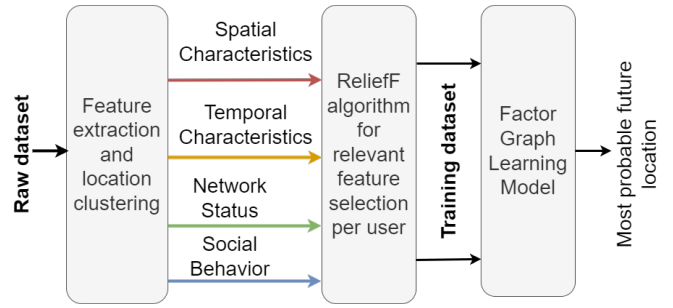 Raw dataset
Feature
extraction
and
location
clustering
Spatial
Characteristics
Temporal
Characteristics
Network
Status
Social
Behavior
ReliefF
algorithm
for
relevant
feature
selection
per user
Training dataset
Factor
Graph
Learning
Model
Most probable future
location